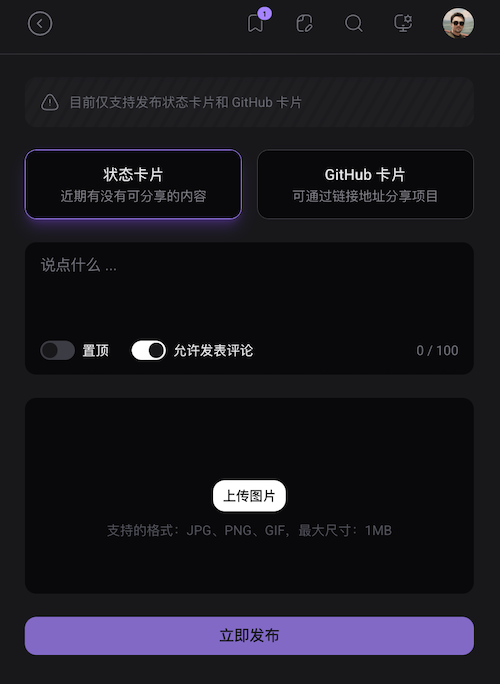 1
目前仅支持发布状态卡片和 GitHub 卡片
状态卡片
近期有没有可分享的内容
GitHub 卡片
可通过链接地址分享项目
说点什么 ...
置顶
允许发表评论
0 / 100
上传图片
支持的格式：JPG、PNG、GIF，最大尺寸：1MB
立即发布